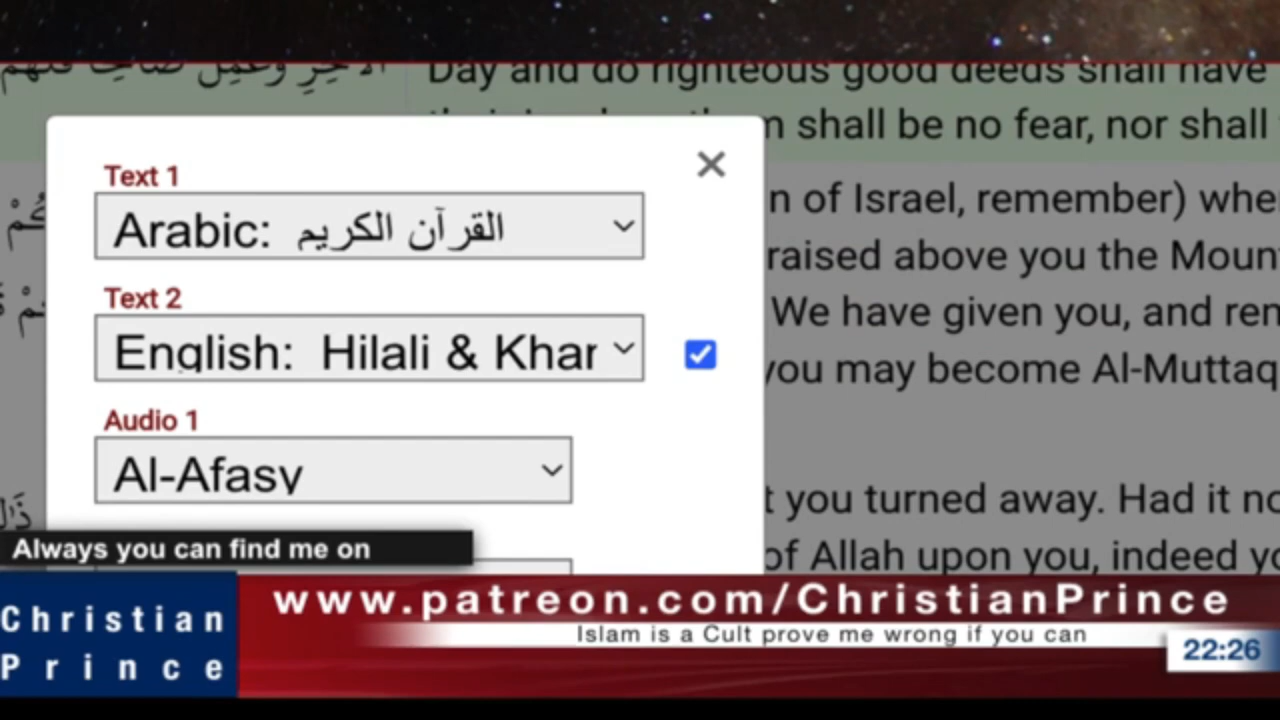 الآخِرِ وَعَمِلَ صَالِحًا فَلَهُمْ
Day and do righteous good deeds shall have
shall be no fear, nor shall
Text 1
Arabic: القرآن الكريم
n of Israel, remember) whe
raised above you the Moun
Text 2
English: Hilali & Khan
We have given you, and rem
you may become Al-Muttaq
Audio 1
Al-Afasy
t you turned away. Had it no
of Allah upon you, indeed yo
Always you can find me on
Christian
Prince
www.patreon.com/ChristianPrince
Islam is a Cult prove me wrong if you can
22:26